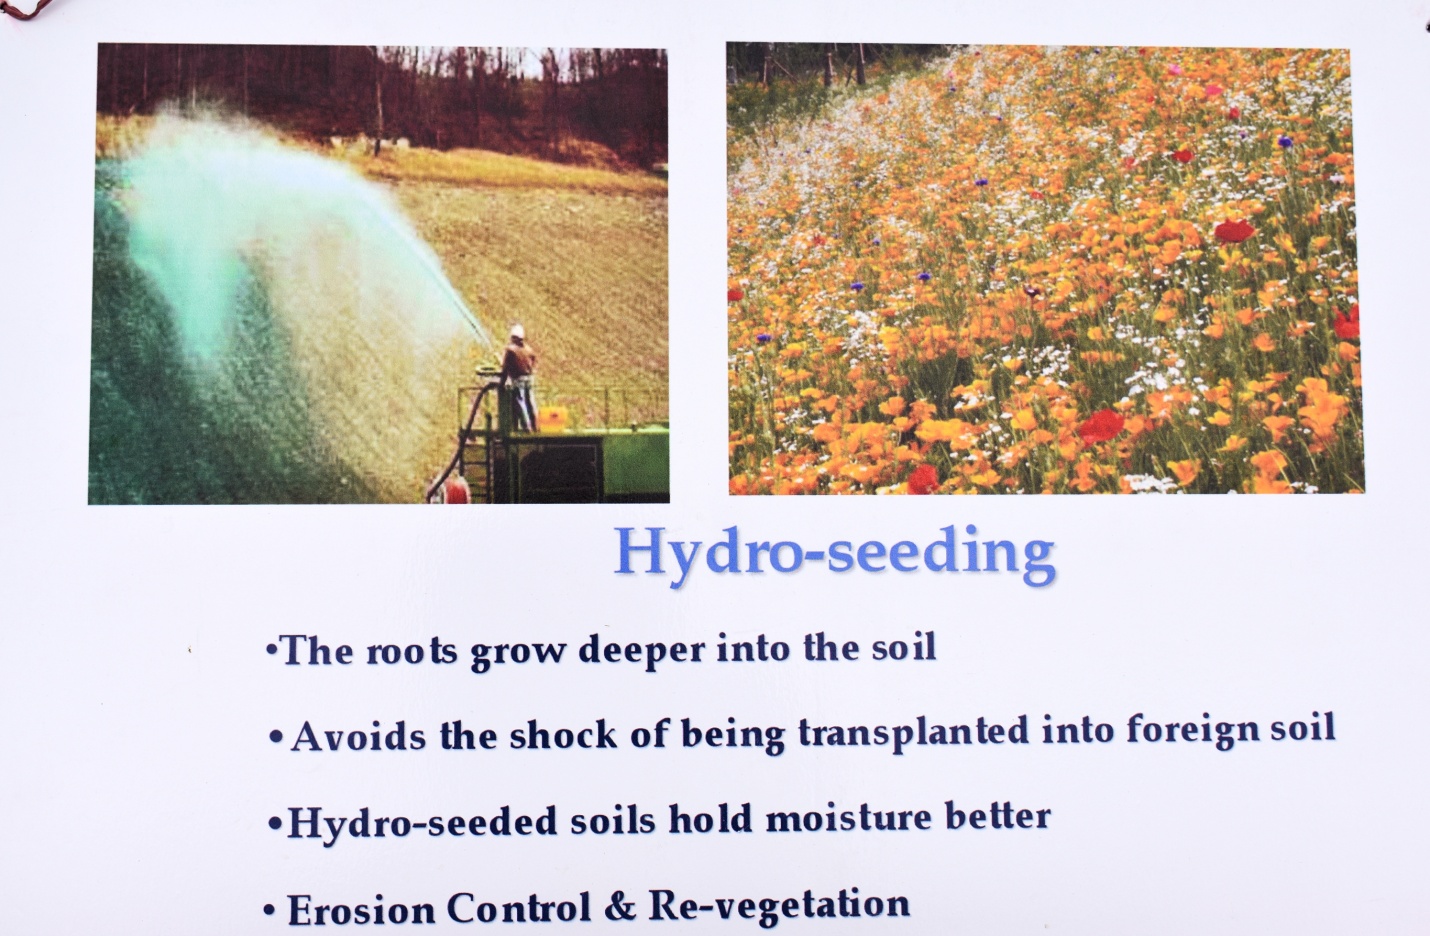 Hydro-seeding
•The roots grow deeper into the soil
• Avoids the shock of being transplanted into foreign soil
•Hydro-seeded soils hold moisture better
• Erosion Control & Re-vegetation